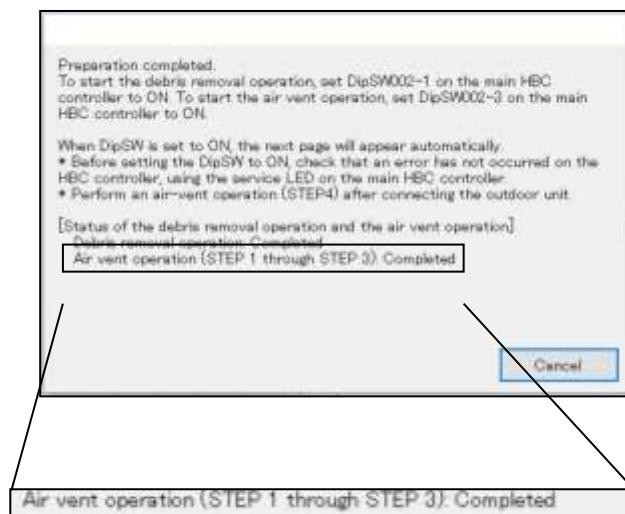 Preparation completed.
To start the debris removal operation, set DipSW002-1 on the main HBC
controller to ON. To start the air vent operation, set DipSW002-3 on the main
HBC controller to ON.
When DipSW is set to ON, the next page will appear automatically.
* Before setting the DipSW to ON, check that an error has not occurred on the
HBC controller, using the service LED on the main HBC controller.
* Perform an air-vent operation (STEP4) after connecting the outdoor unit.
[Status of the debris removal operation and the air vent operation]
Debris removal operation: Completed
Air vent operation (STEP 1 through STEP 3): Completed
Cancel
Air vent operation (STEP 1 through STEP 3): Completed